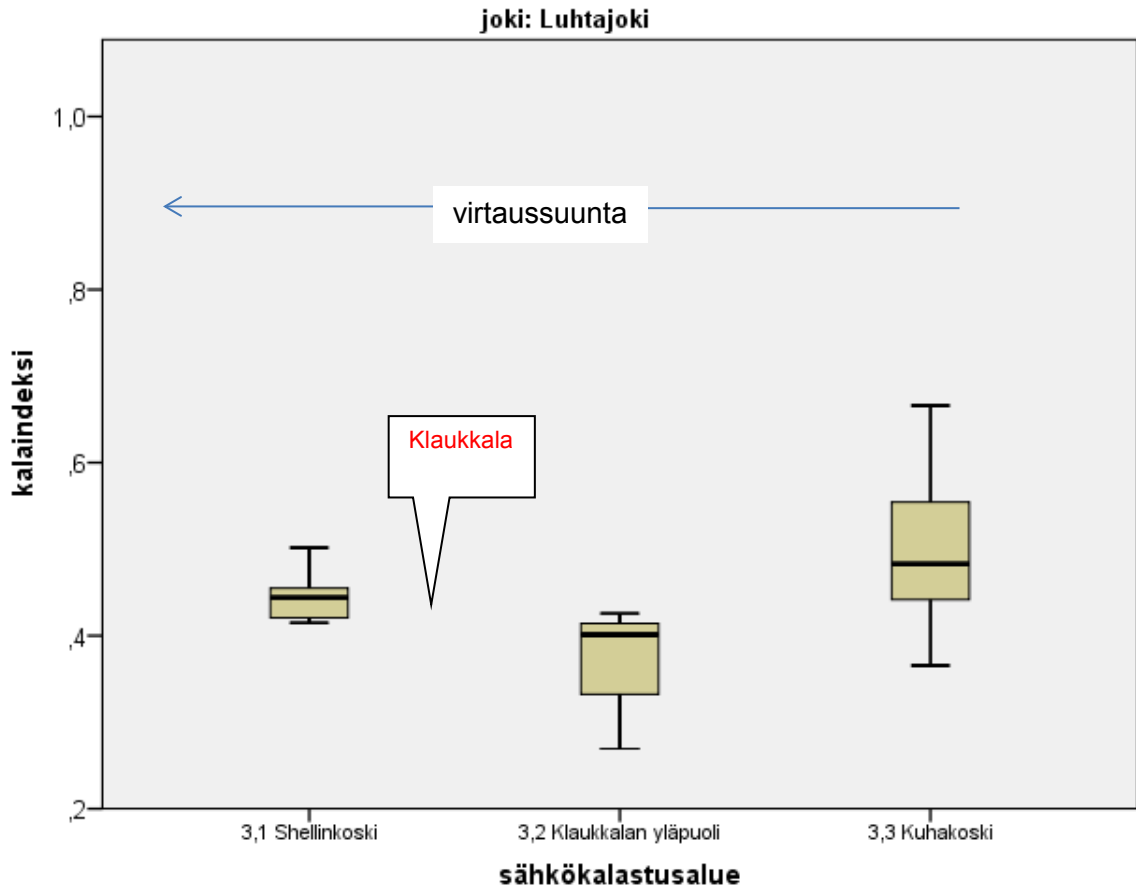 joki: Luhtajoki
1,0
virtaussuunta
,8
kalaindeksi
Klaukkala
,6
,4
,2
3,1 Shellinkoski
3,2 Klaukkalan yläpuoli
3,3 Kuhakoski
sähkökalastusalue